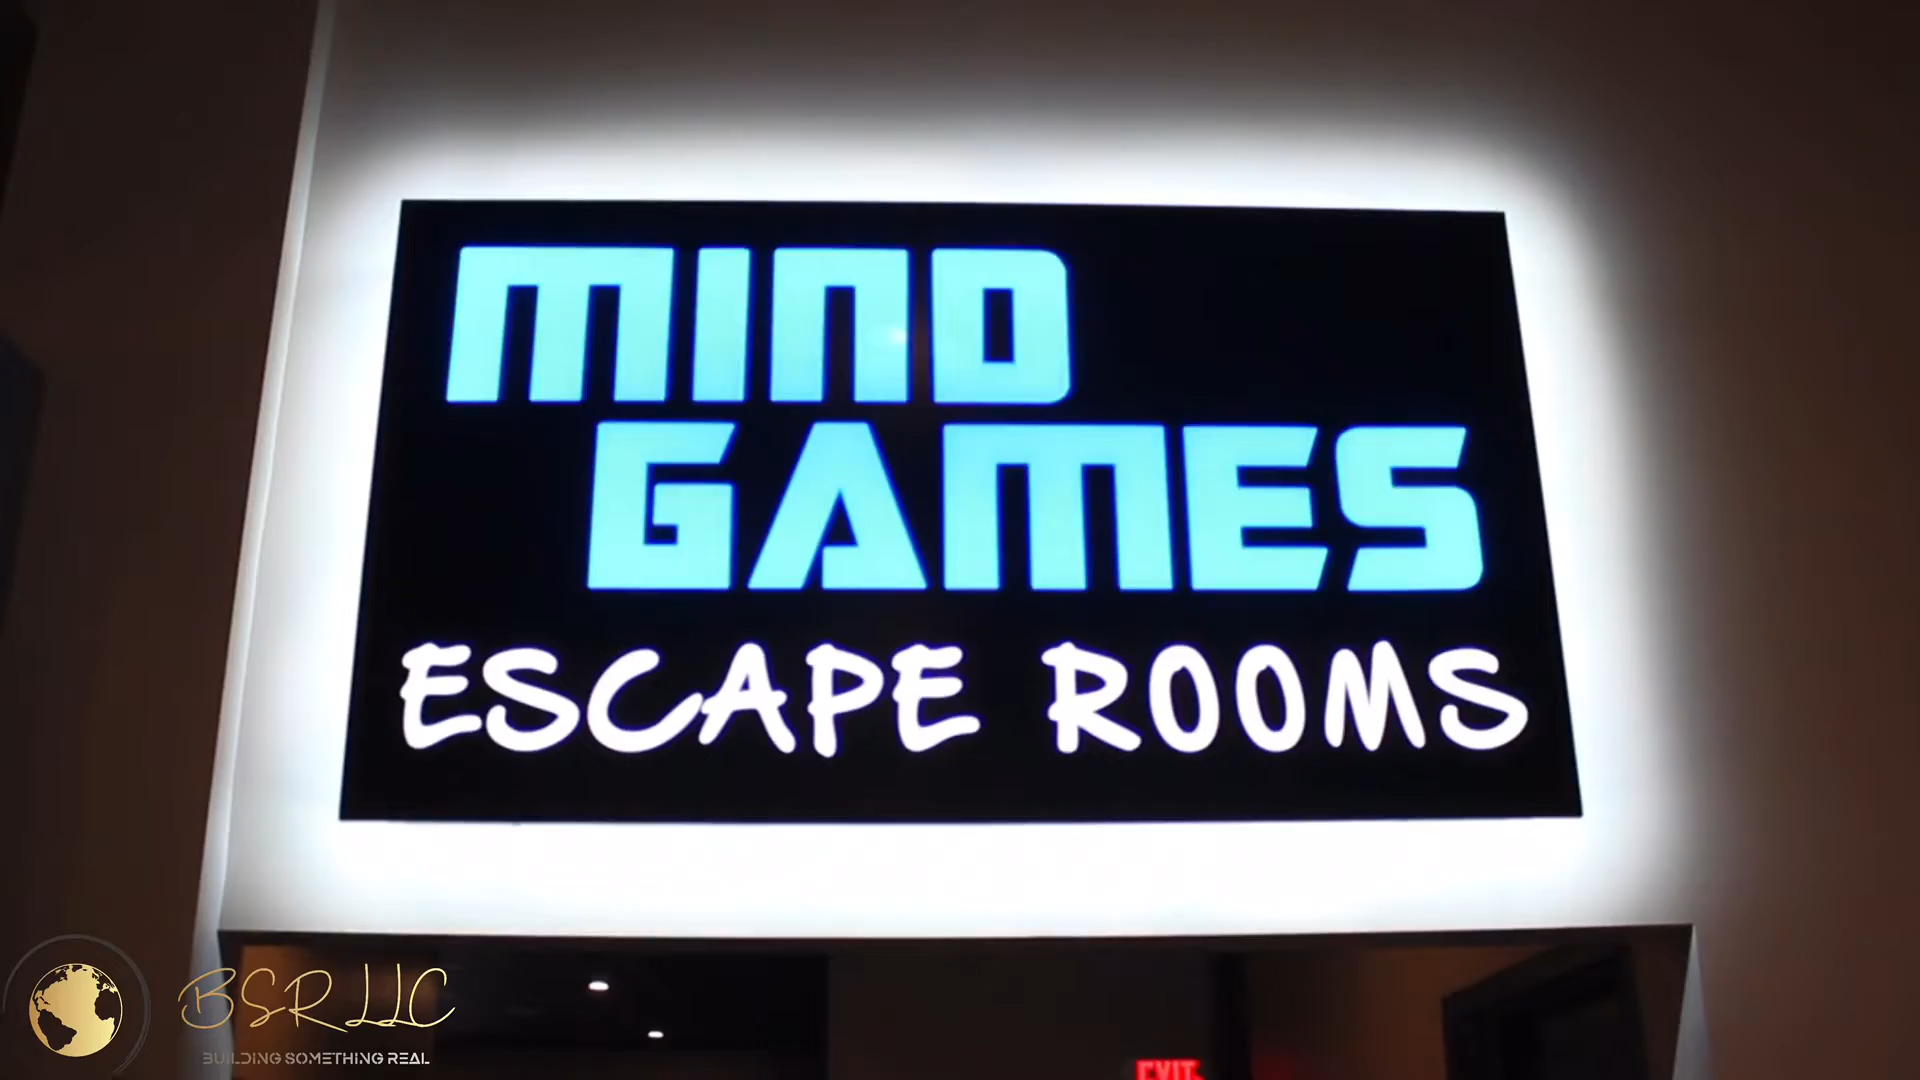 MIND
GAMES
ESCAPE ROOMS
BSR LLC
BUILDING SOMETHING REAL
EXIT